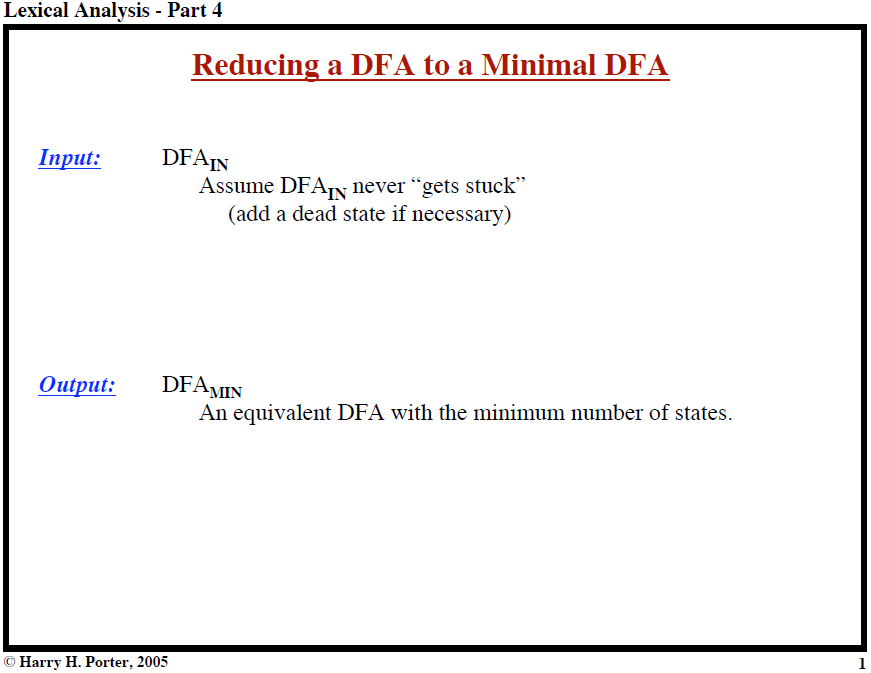 Lexical Analysis - Part 4
Reducing a DFA to a Minimal DFA
Input: DFAIN
Assume DFAIN never “gets stuck”
(add a dead state if necessary)
Output: DFAMIN
An equivalent DFA with the minimum number of states.
© Harry H. Porter, 2005 1